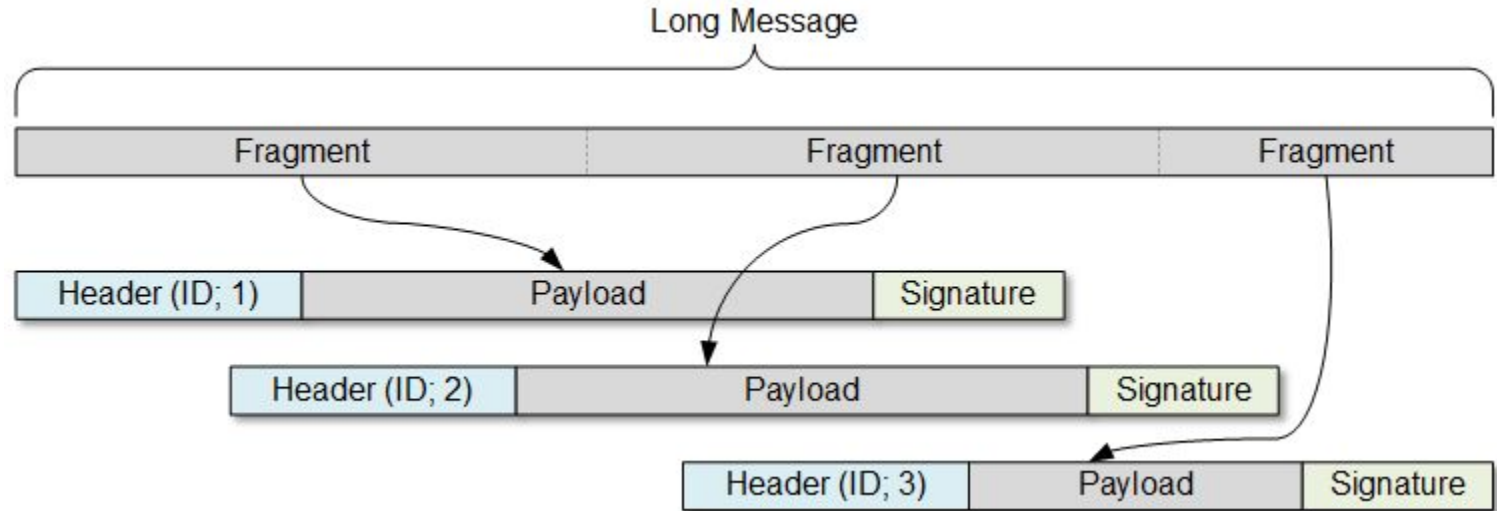 Long Message
Fragment Fragment Fragment
Header (ID; 1) Payload Signature
Header (ID; 2) Payload Signature
Header (ID; 3) Payload Signature